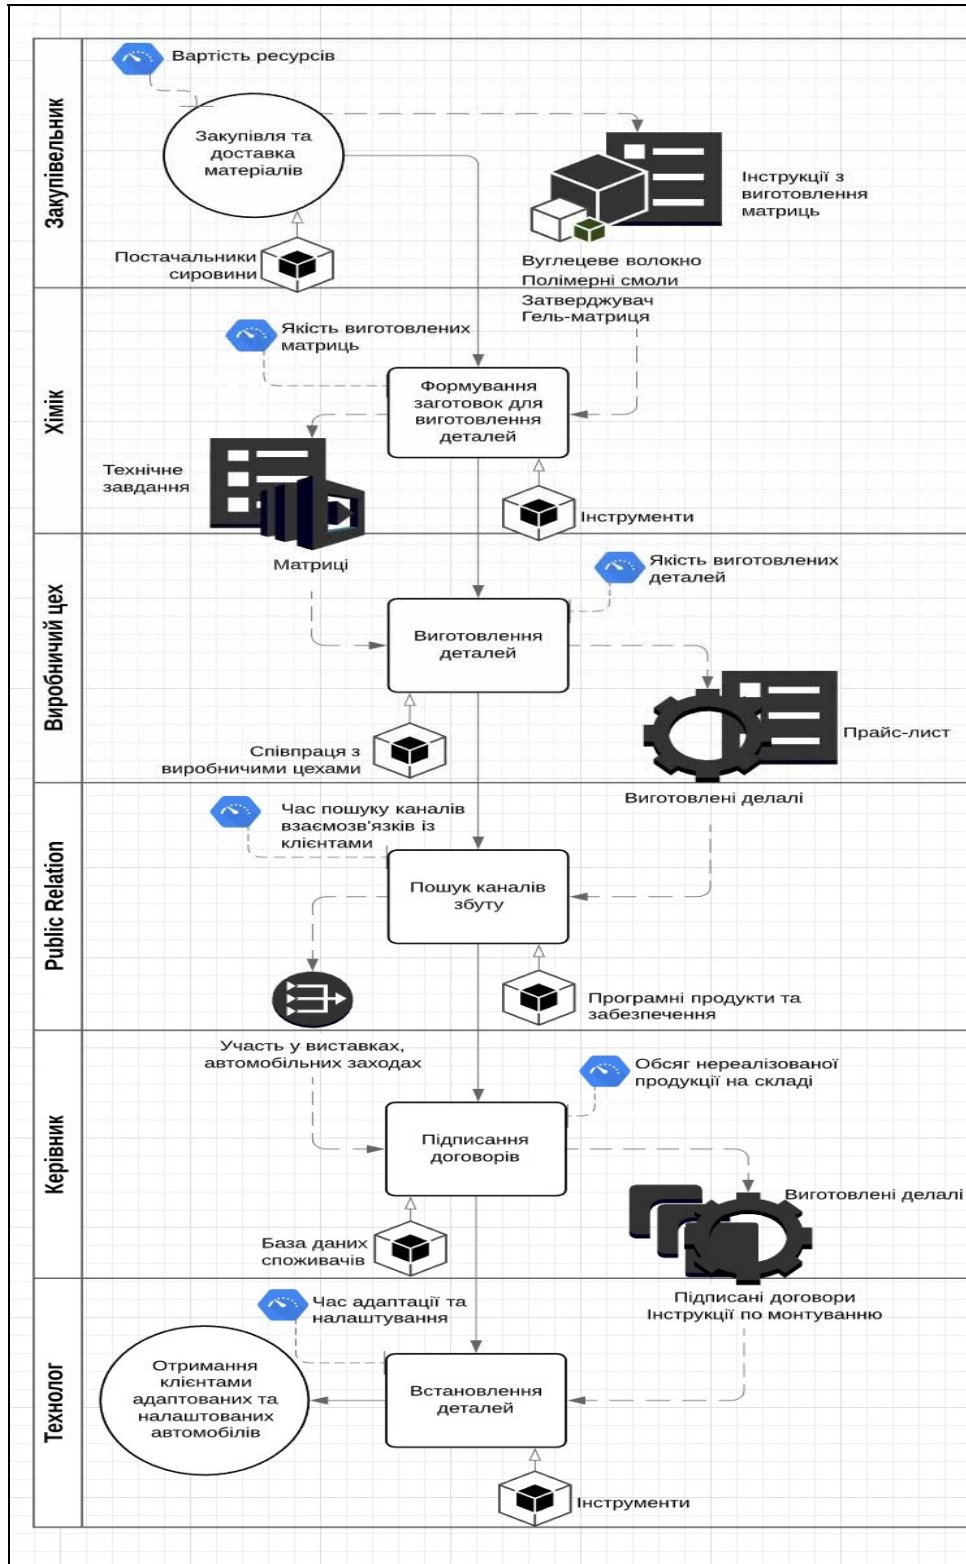 Закупівельник
Вартість ресурсів
Закупівля та
доставка
матеріалів
Інструкції з
виготовлення
матриць
Постачальники
сировини
Вуглецеве волокно
Полімерні смоли
Затверджувач
Гель-матриця
Хімік
Якість виготовлених
матриць
Формування
заготовок для
виготовлення
деталей
Технічне
завдання
Інструменти
Матриці
Виробничий цех
Якість виготовлених
деталей
Виготовлення
деталей
Прайс-лист
Співпраця з
виробничими цехами
Виготовлені делалі
Public Relation
Час пошуку каналів
взаємозв'язків із
клієнтами
Пошук каналів
збуту
Програмні продукти та
забезпечення
Участь у виставках,
автомобільних заходах
Керівник
Обсяг нереалізованої
продукції на складі
Підписання
договорів
Виготовлені делалі
База даних
споживачів
Підписані договори
Інструкції по монтуванню
Технолог
Час адаптації та
налаштування
Отримання
клієнтами
адаптованих та
налаштованих
автомобілів
Встановлення
деталей
Інструменти